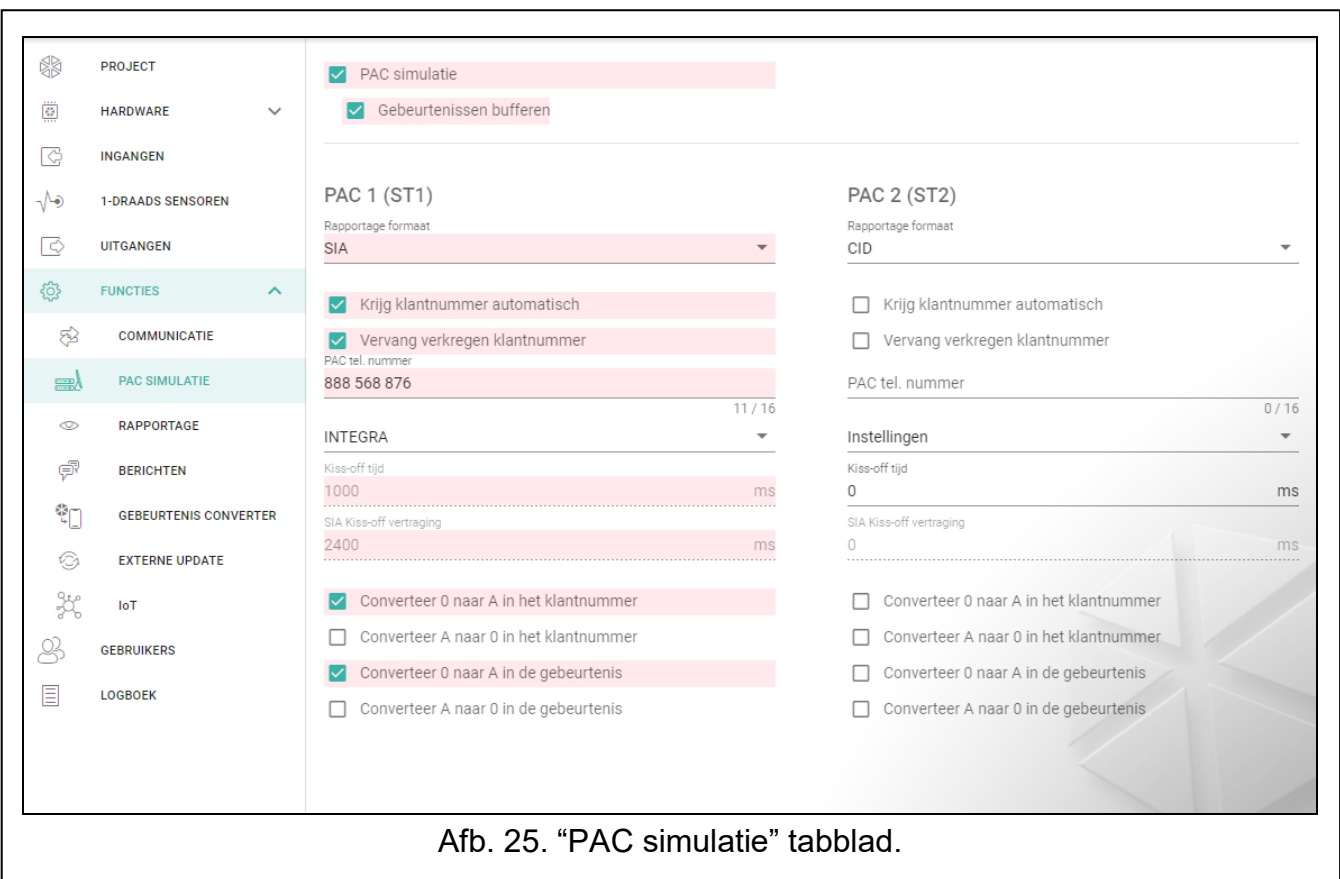 PROJECT
HARDWARE
INGANGEN
1-DRAADS SENSOREN
UITGANGEN
FUNCTIES
COMMUNICATIE
PAC SIMULATIE
RAPPORTAGE
BERICHTEN
GEBEURTENIS CONVERTER
EXTERNE UPDATE
IoT
GEBRUIKERS
LOGBOEK
PAC simulatie
Gebeurtenissen bufferen
PAC 1 (ST1)
Rapportage formaat
SIA
Krijg klantnummer automatisch
Vervang verkregen klantnummer
PAC tel. nummer
888 568 876
11 / 16
INTEGRA
Kiss-off tijd
1000 ms
SIA Kiss-off vertraging
2400 ms
Converteer 0 naar A in het klantnummer
Converteer A naar 0 in het klantnummer
Converteer 0 naar A in de gebeurtenis
Converteer A naar 0 in de gebeurtenis
PAC 2 (ST2)
Rapportage formaat
CID
Krijg klantnummer automatisch
Vervang verkregen klantnummer
PAC tel. nummer
0 / 16
Instellingen
Kiss-off tijd
0 ms
SIA Kiss-off vertraging
0 ms
Converteer 0 naar A in het klantnummer
Converteer A naar 0 in het klantnummer
Converteer 0 naar A in de gebeurtenis
Converteer A naar 0 in de gebeurtenis
Afb. 25. “PAC simulatie” tabblad.